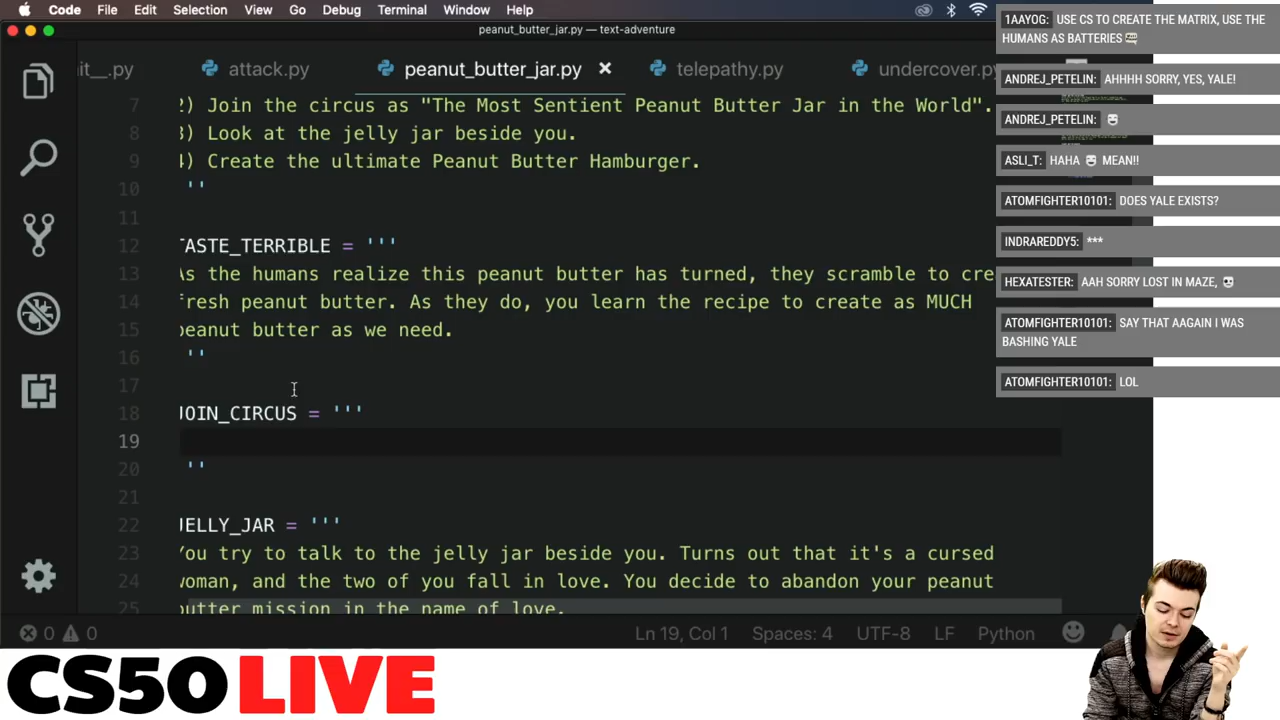 Code File Edit Selection View Go Debug Terminal Window Help
peanut_butter_jar.py — text-adventure
it__.py attack.py peanut_butter_jar.py × telepathy.py undercover.py
7 2) Join the circus as "The Most Sentient Peanut Butter Jar in the World".
8 3) Look at the jelly jar beside you.
9 4) Create the ultimate Peanut Butter Hamburger.
10 ''
11
12 TASTE_TERRIBLE = '''
13 As the humans realize this peanut butter has turned, they scramble to cre
14 fresh peanut butter. As they do, you learn the recipe to create as MUCH
15 peanut butter as we need.
16 ''
17
18 JOIN_CIRCUS = '''
19
20 ''
21
22 JELLY_JAR = '''
23 You try to talk to the jelly jar beside you. Turns out that it's a cursed
24 woman, and the two of you fall in love. You decide to abandon your peanut
25 butter mission in the name of love.
0 0 Ln 19, Col 1 Spaces: 4 UTF-8 LF Python
1AAYOG: USE CS TO CREATE THE MATRIX, USE THE
HUMANS AS BATTERIES
ANDREJ_PETELIN: AHHHH SORRY, YES, YALE!
ANDREJ_PETELIN:
ASLI_T: HAHA MEAN!!
ATOMFIGHTER10101: DOES YALE EXISTS?
INDRAREDDY5: ***
HEXATESTER: AAH SORRY LOST IN MAZE,
ATOMFIGHTER10101: SAY THAT AAGAIN I WAS
BASHING YALE
ATOMFIGHTER10101: LOL
CS50 LIVE